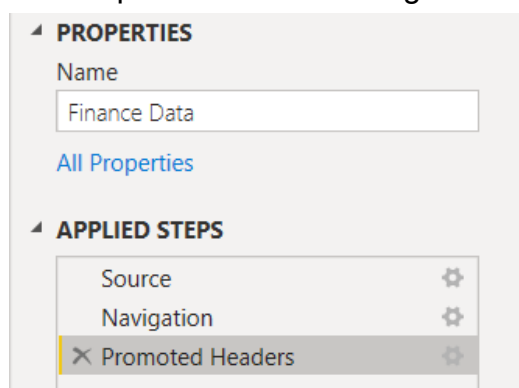 PROPERTIES
Name
Finance Data
All Properties
APPLIED STEPS
Source
Navigation
Promoted Headers